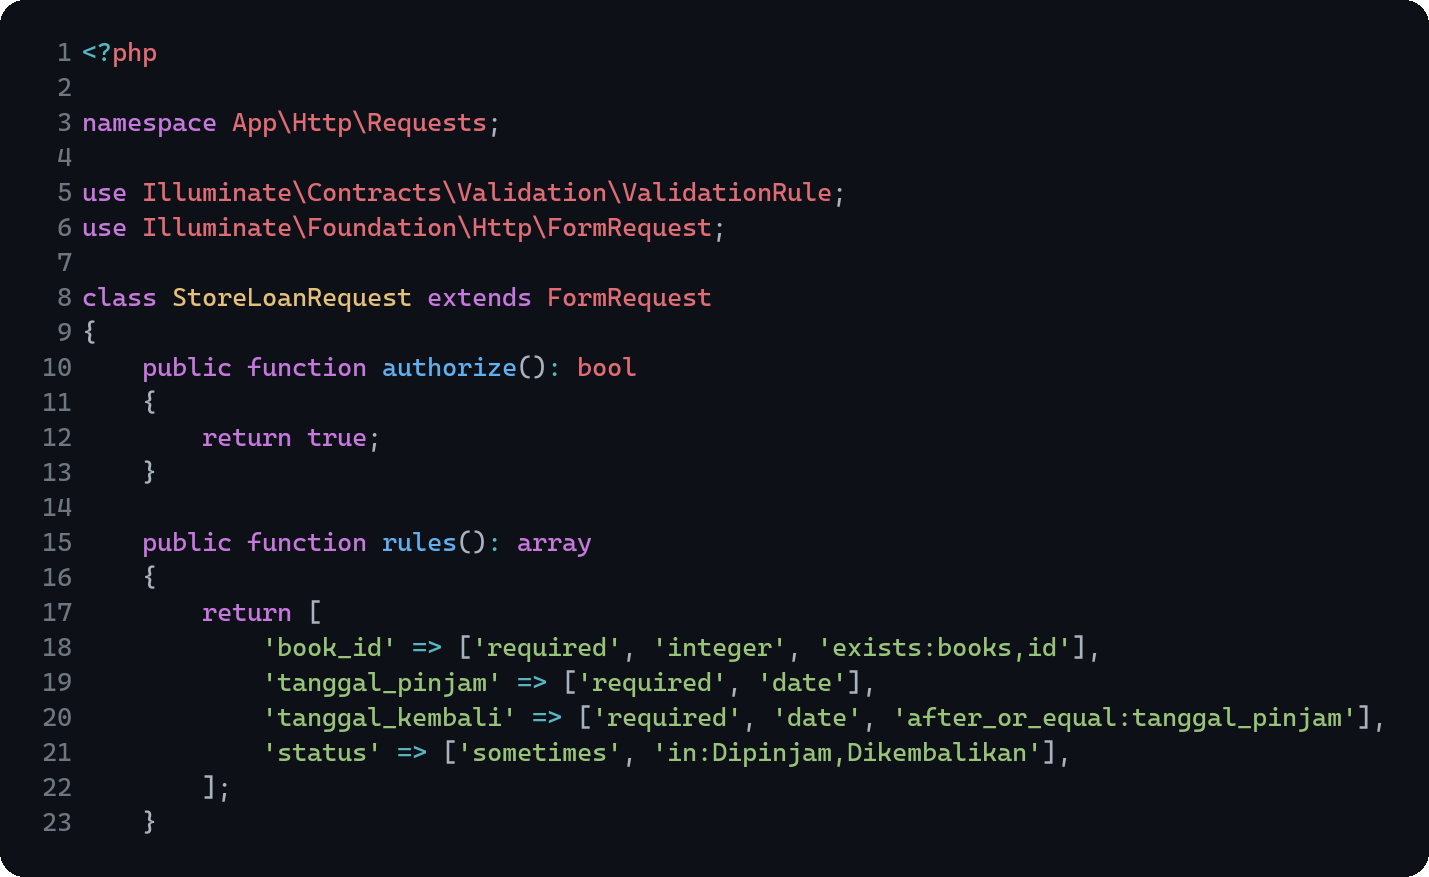 1 <?php
2
3 namespace App\Http\Requests;
4
5 use Illuminate\Contracts\Validation\ValidationRule;
6 use Illuminate\Foundation\Http\FormRequest;
7
8 class StoreLoanRequest extends FormRequest
9 {
10     public function authorize(): bool
11     {
12         return true;
13     }
14
15     public function rules(): array
16     {
17         return [
18             'book_id' => ['required', 'integer', 'exists:books,id'],
19             'tanggal_pinjam' => ['required', 'date'],
20             'tanggal_kembali' => ['required', 'date', 'after_or_equal:tanggal_pinjam'],
21             'status' => ['sometimes', 'in:Dipinjam,Dikembalikan'],
22         ];
23     }